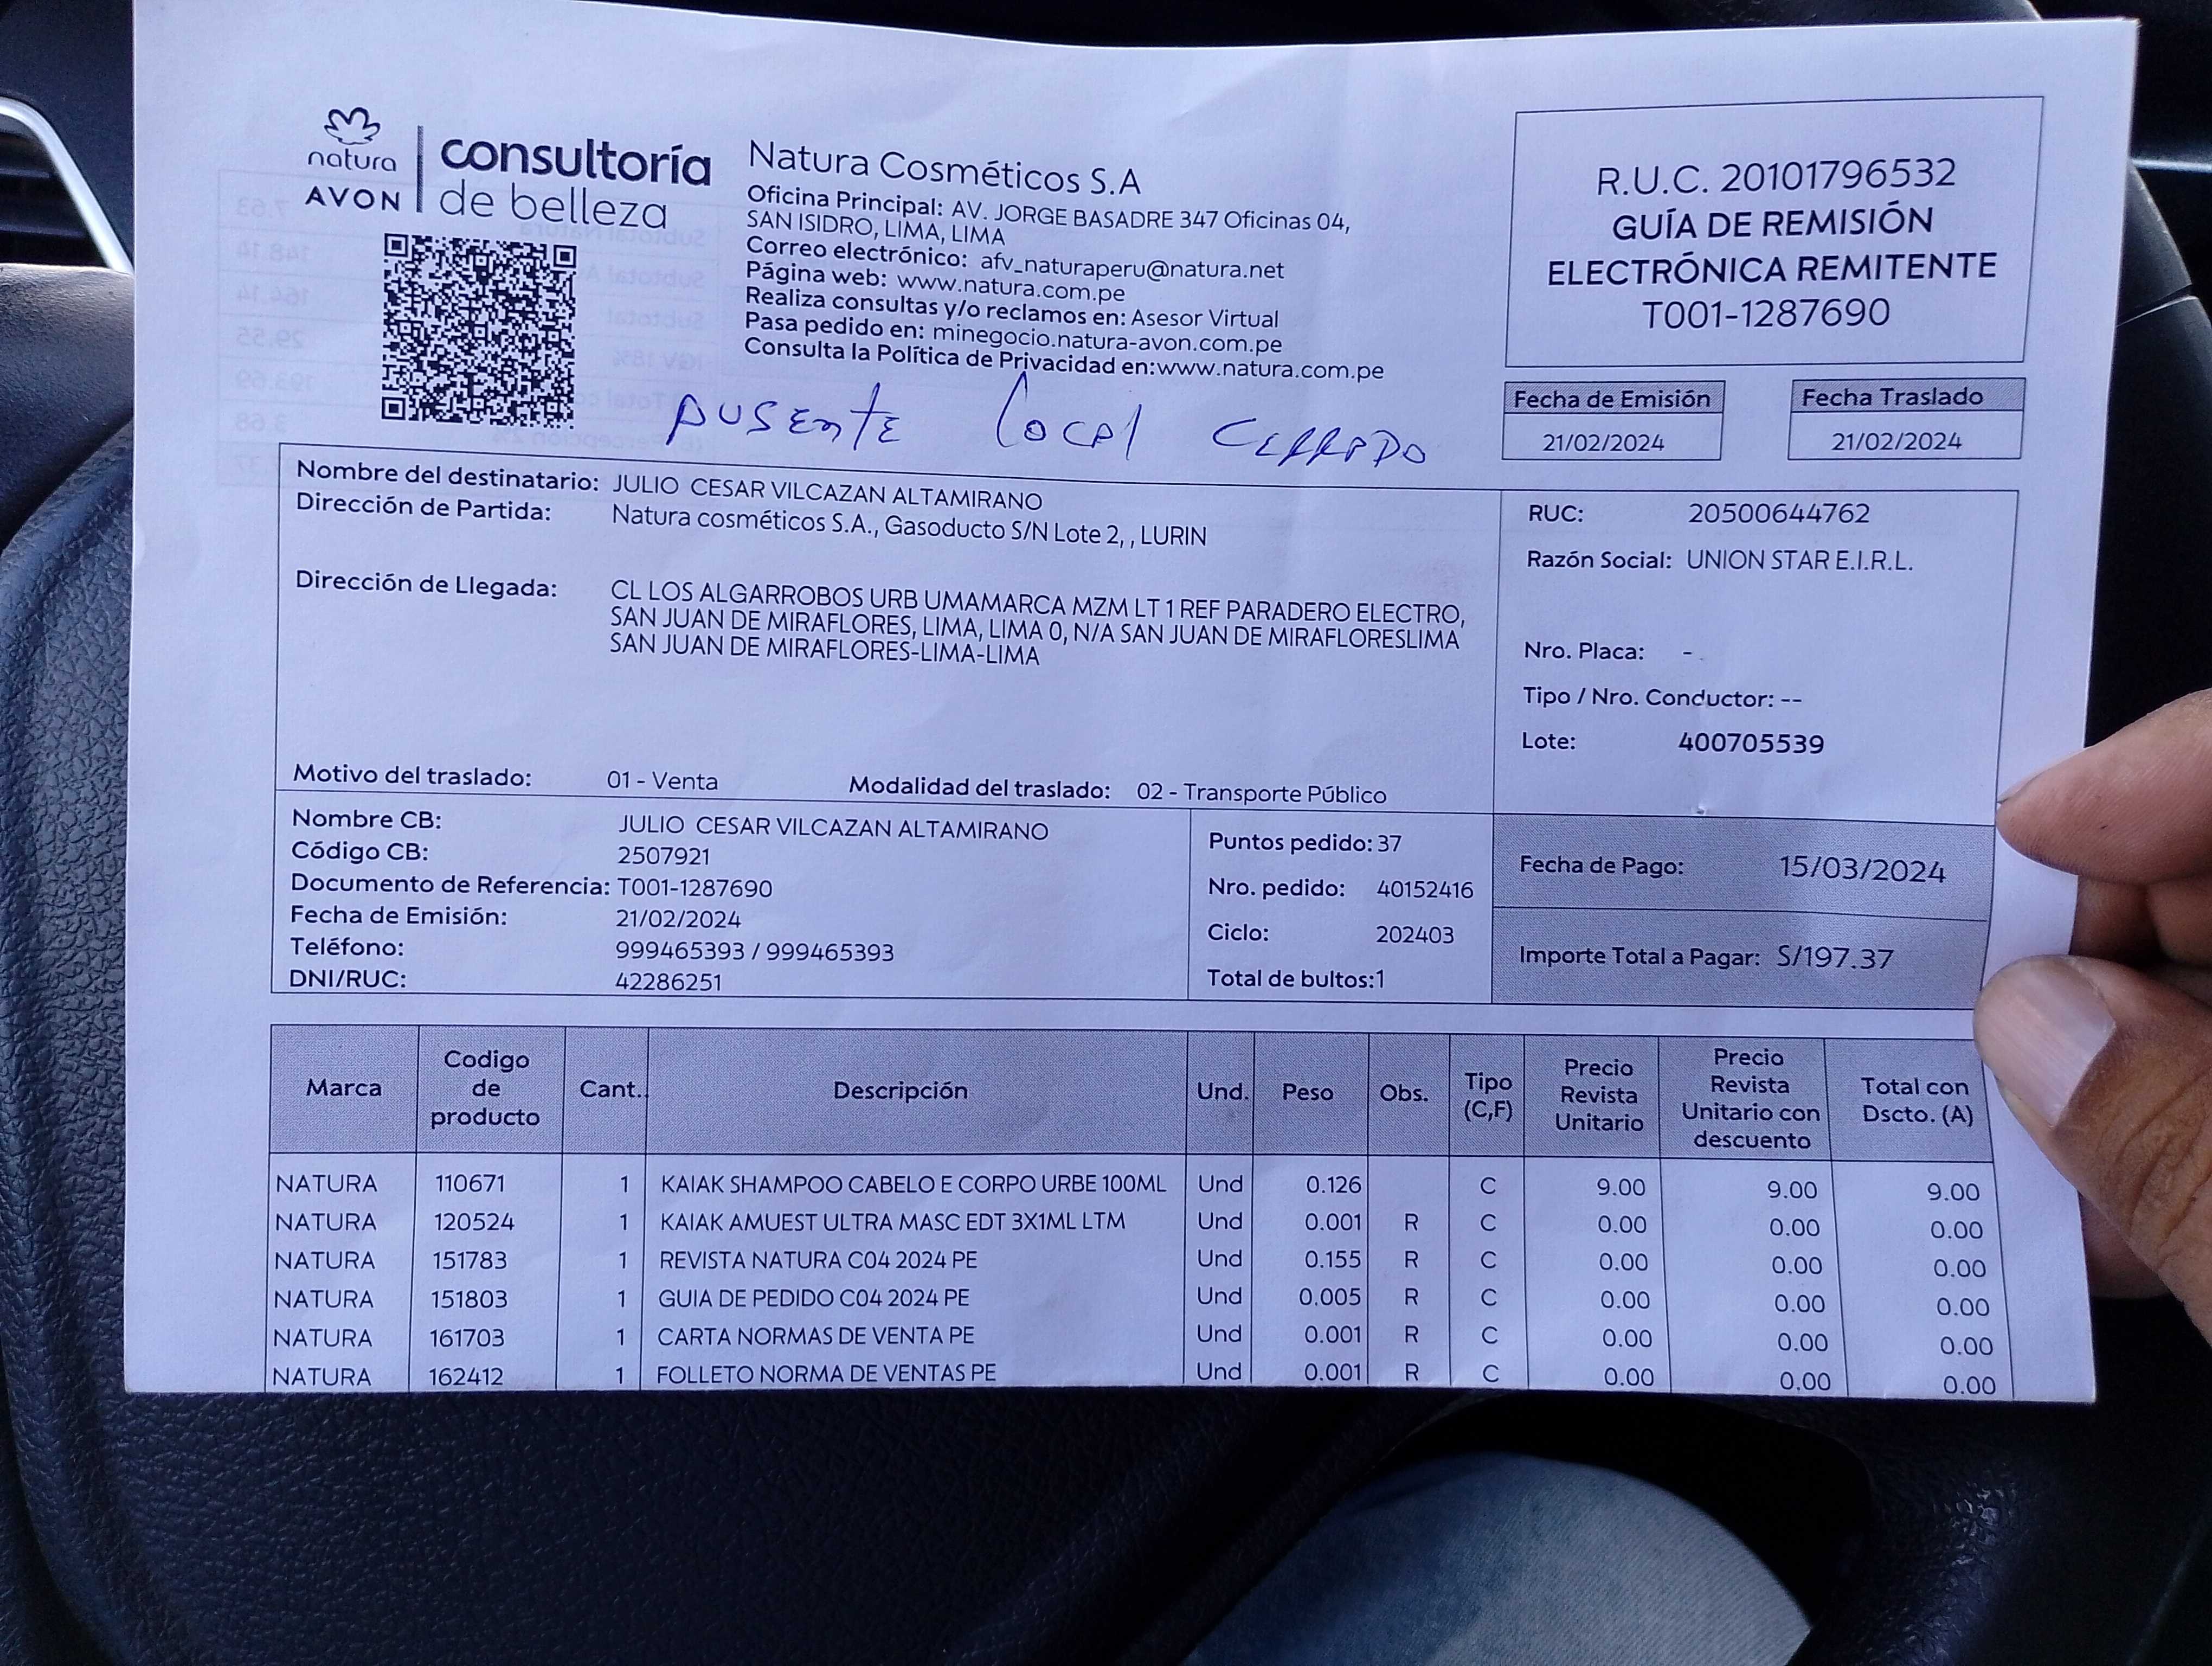 natura
AVON
consultoría
de belleza
Natura Cosméticos S.A
Oficina Principal: AV. JORGE BASADRE 347 Oficinas 04,
SAN ISIDRO, LIMA, LIMA
Correo electrónico: afv_naturaperu@natura.net
Página web: www.natura.com.pe
Realiza consultas y/o reclamos en: Asesor Virtual
Pasa pedido en: minegocio.natura-avon.com.pe
Consulta la Política de Privacidad en:www.natura.com.pe
R.U.C. 20101796532
GUÍA DE REMISIÓN
ELECTRÓNICA REMITENTE
T001-1287690
Fecha de Emisión
21/02/2024
Fecha Traslado
21/02/2024
AUSENTE LOCAL CERRADO
Nombre del destinatario: JULIO CESAR VILCAZAN ALTAMIRANO
Dirección de Partida: Natura cosméticos S.A., Gasoducto S/N Lote 2, , LURIN
Dirección de Llegada: CL LOS ALGARROBOS URB UMAMARCA MZM LT 1 REF PARADERO ELECTRO,
SAN JUAN DE MIRAFLORES, LIMA, LIMA 0, N/A SAN JUAN DE MIRAFLORESLIMA
SAN JUAN DE MIRAFLORES-LIMA-LIMA
Motivo del traslado: 01 - Venta Modalidad del traslado: 02 - Transporte Público
RUC: 20500644762
Razón Social: UNION STAR E.I.R.L.
Nro. Placa: -
Tipo / Nro. Conductor: --
Lote: 400705539
Nombre CB: JULIO CESAR VILCAZAN ALTAMIRANO
Código CB: 2507921
Documento de Referencia: T001-1287690
Fecha de Emisión: 21/02/2024
Teléfono: 999465393 / 999465393
DNI/RUC: 42286251
Puntos pedido: 37
Nro. pedido: 40152416
Ciclo: 202403
Total de bultos:1
Fecha de Pago: 15/03/2024
Importe Total a Pagar: S/197.37
Marca
Codigo
de
producto
Cant.
Descripción
Und.
Peso
Obs.
Tipo
(C,F)
Precio
Revista
Unitario
Precio
Revista
Unitario con
descuento
Total con
Dscto. (A)
NATURA 110671 1 KAIAK SHAMPOO CABELO E CORPO URBE 100ML Und 0.126 C 9.00 9.00 9.00
NATURA 120524 1 KAIAK AMUEST ULTRA MASC EDT 3X1ML LTM Und 0.001 R C 0.00 0.00 0.00
NATURA 151783 1 REVISTA NATURA C04 2024 PE Und 0.155 R C 0.00 0.00 0.00
NATURA 151803 1 GUIA DE PEDIDO C04 2024 PE Und 0.005 R C 0.00 0.00 0.00
NATURA 161703 1 CARTA NORMAS DE VENTA PE Und 0.001 R C 0.00 0.00 0.00
NATURA 162412 1 FOLLETO NORMA DE VENTAS PE Und 0.001 R C 0.00 0.00 0.00